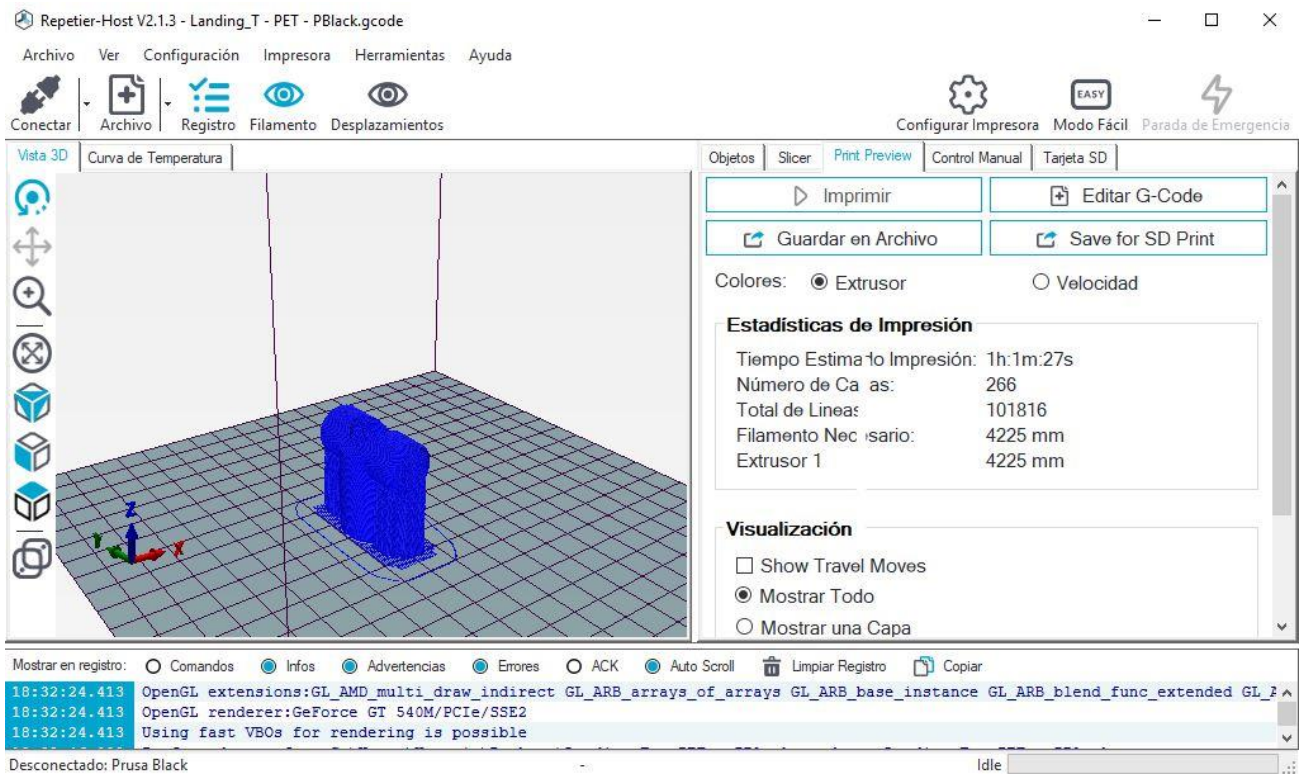 Repetier-Host V2.1.3 - Landing_T - PET - PBlack.gcode
Archivo Ver Configuración Impresora Herramientas Ayuda
Conectar Archivo Registro Filamento Desplazamientos Configurar Impresora EASY Modo Fácil Parada de Emergencia
Vista 3D Curva de Temperatura
Objetos Slicer Print Preview Control Manual Tarjeta SD
Imprimir Editar G-Code
Guardar en Archivo Save for SD Print
Colores: Extrusor Velocidad
Estadísticas de Impresión
Tiempo Estimado Impresión: 1h:1m:27s
Número de Ca as: 266
Total de Lineas 101816
Filamento Nec sario: 4225 mm
Extrusor 1 4225 mm
Visualización
Show Travel Moves
Mostrar Todo
Mostrar una Capa
Z
Y X
Mostrar en registro: Comandos Infos Advertencias Errores ACK Auto Scroll Limpiar Registro Copiar
18:32:24.413 OpenGL extensions:GL_AMD_multi_draw_indirect GL_ARB_arrays_of_arrays GL_ARB_base_instance GL_ARB_blend_func_extended
18:32:24.413 OpenGL renderer:GeForce GT 540M/PCIe/SSE2
18:32:24.413 Using fast VBOs for rendering is possible
Desconectado: Prusa Black - Idle